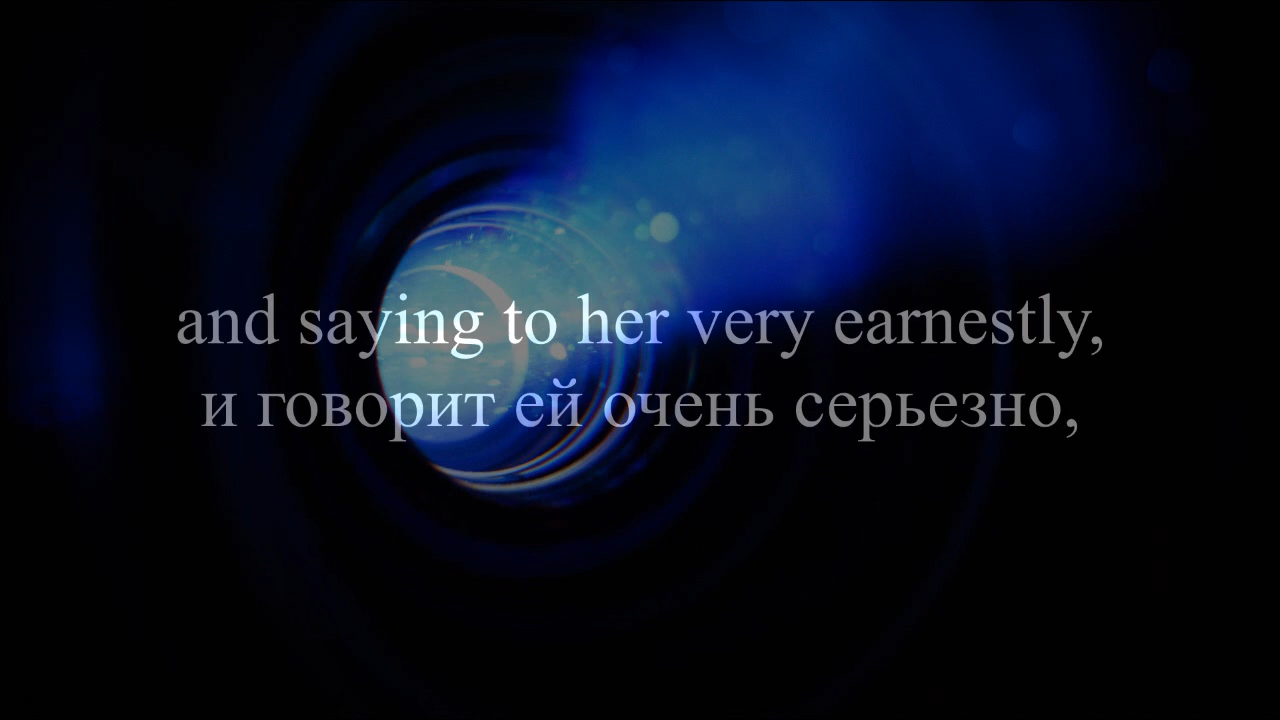 and saying to her very earnestly,
и говорит ей очень серьезно,